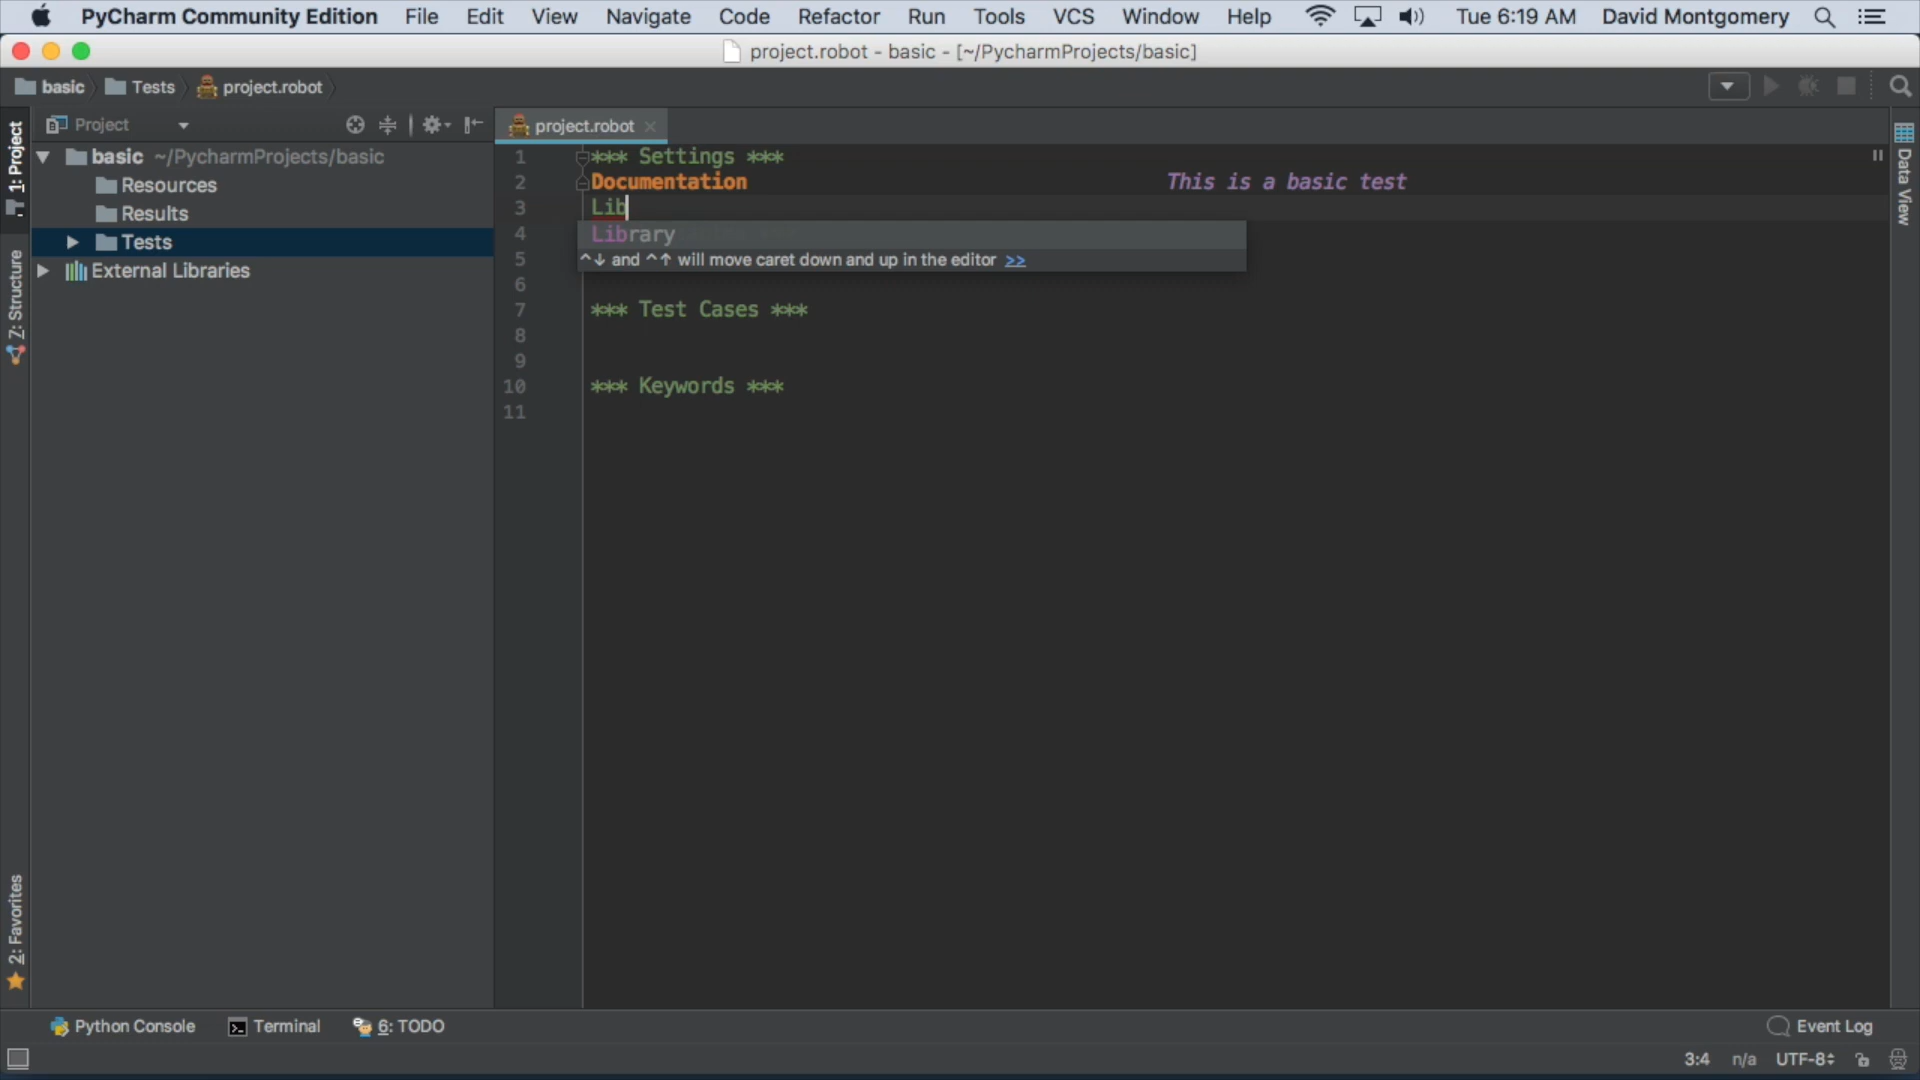 PyCharm Community Edition File Edit View Navigate Code Refactor Run Tools VCS Window Help Tue 6:19 AM David Montgomery
project.robot - basic - [~/PycharmProjects/basic]
basic Tests project.robot
Project
project.robot
1: Project
Z: Structure
2: Favorites
basic ~/PycharmProjects/basic
Resources
Results
Tests
External Libraries
1 *** Settings ***
2 Documentation This is a basic test
3 Lib
4
Library
5
^↓ and ^↑ will move caret down and up in the editor >>
6
7 *** Test Cases ***
8
9
10 *** Keywords ***
11
Data View
Python Console Terminal 6: TODO Event Log
3:4 n/a UTF-8